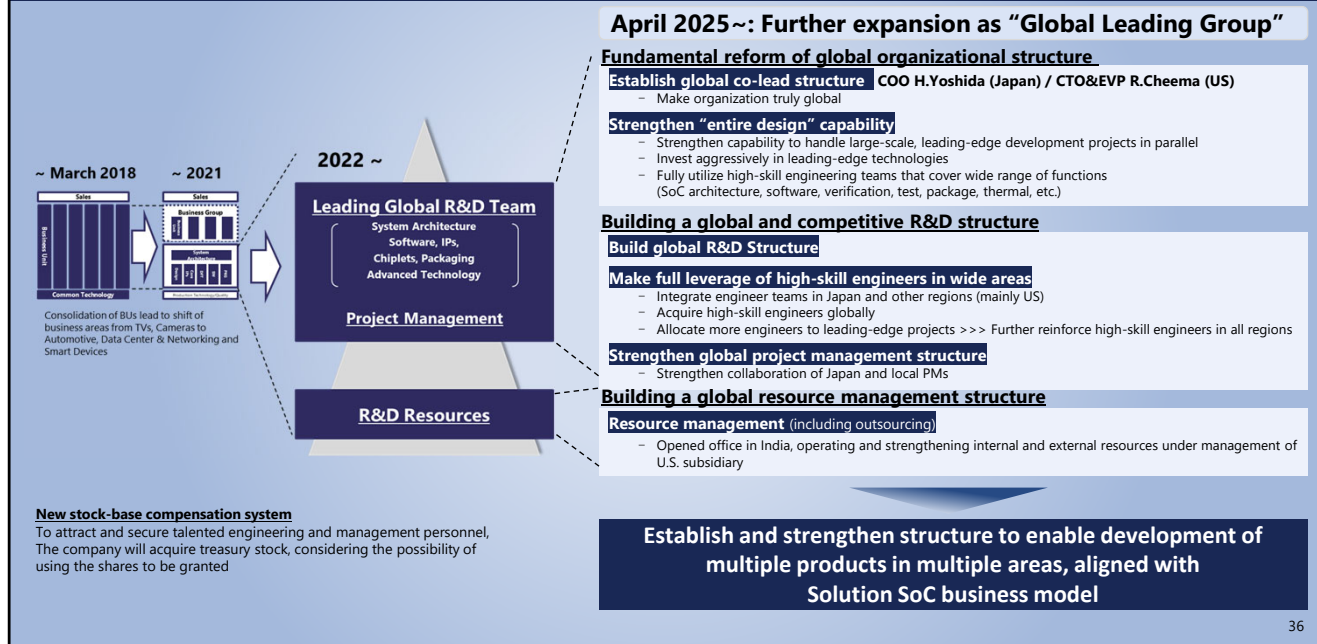 April 2025~: Further expansion as “Global Leading Group”
Fundamental reform of global organizational structure
Establish global co-lead structure COO H.Yoshida (Japan) / CTO&EVP R.Cheema (US)
− Make organization truly global
Strengthen “entire design” capability
− Strengthen capability to handle large-scale, leading-edge development projects in parallel
− Invest aggressively in leading-edge technologies
− Fully utilize high-skill engineering teams that cover wide range of functions
(SoC architecture, software, verification, test, package, thermal, etc.)
Building a global and competitive R&D structure
Build global R&D Structure
Make full leverage of high-skill engineers in wide areas
− Integrate engineer teams in Japan and other regions (mainly US)
− Acquire high-skill engineers globally
− Allocate more engineers to leading-edge projects >>> Further reinforce high-skill engineers in all regions
Strengthen global project management structure
− Strengthen collaboration of Japan and local PMs
Building a global resource management structure
Resource management (including outsourcing)
− Opened office in India, operating and strengthening internal and external resources under management of
U.S. subsidiary
Establish and strengthen structure to enable development of
multiple products in multiple areas, aligned with
Solution SoC business model
~ March 2018
Sales
Business Unit
Common Technology
~ 2021
Sales
Business Group
System
Architecture
Production Technology/Quality
2022 ~
Leading Global R&D Team
System Architecture
Software, IPs,
Chiplets, Packaging
Advanced Technology
Project Management
R&D Resources
Consolidation of BUs lead to shift of
business areas from TVs, Cameras to
Automotive, Data Center & Networking and
Smart Devices
New stock-base compensation system
To attract and secure talented engineering and management personnel,
The company will acquire treasury stock, considering the possibility of
using the shares to be granted
36